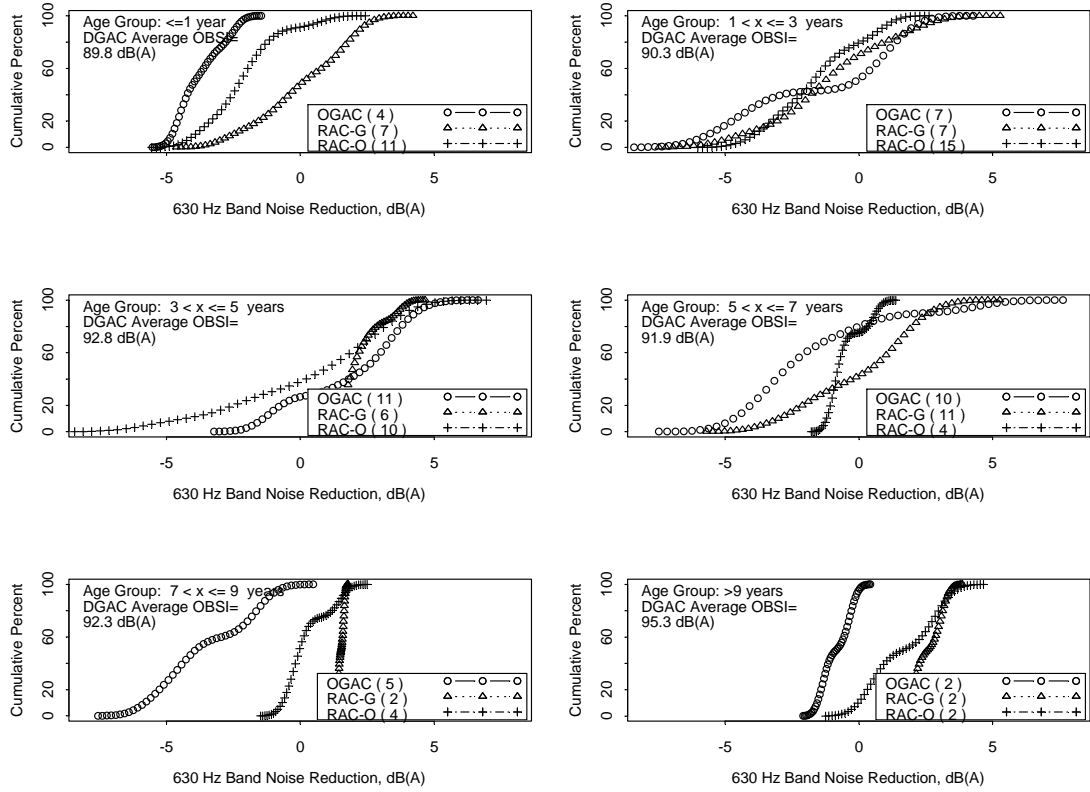 Cumulative Percent
0 20 60 100
Age Group: <=1 year
DGAC Average OBSI=
89.8 dB(A)
OGAC ( 4 )
RAC-G ( 7 )
RAC-O ( 11 )
-5 0 5
630 Hz Band Noise Reduction, dB(A)
Cumulative Percent
0 20 60 100
Age Group: 1 < x <= 3 years
DGAC Average OBSI=
90.3 dB(A)
OGAC ( 7 )
RAC-G ( 7 )
RAC-O ( 15 )
-5 0 5
630 Hz Band Noise Reduction, dB(A)
Cumulative Percent
0 20 60 100
Age Group: 3 < x <= 5 years
DGAC Average OBSI=
92.8 dB(A)
OGAC ( 11 )
RAC-G ( 6 )
RAC-O ( 10 )
-5 0 5
630 Hz Band Noise Reduction, dB(A)
Cumulative Percent
0 20 60 100
Age Group: 5 < x <= 7 years
DGAC Average OBSI=
91.9 dB(A)
OGAC ( 10 )
RAC-G ( 11 )
RAC-O ( 4 )
-5 0 5
630 Hz Band Noise Reduction, dB(A)
Cumulative Percent
0 20 60 100
Age Group: 7 < x <= 9 years
DGAC Average OBSI=
92.3 dB(A)
OGAC ( 5 )
RAC-G ( 2 )
RAC-O ( 4 )
-5 0 5
630 Hz Band Noise Reduction, dB(A)
Cumulative Percent
0 20 60 100
Age Group: >9 years
DGAC Average OBSI=
95.3 dB(A)
OGAC ( 2 )
RAC-G ( 2 )
RAC-O ( 2 )
-5 0 5
630 Hz Band Noise Reduction, dB(A)